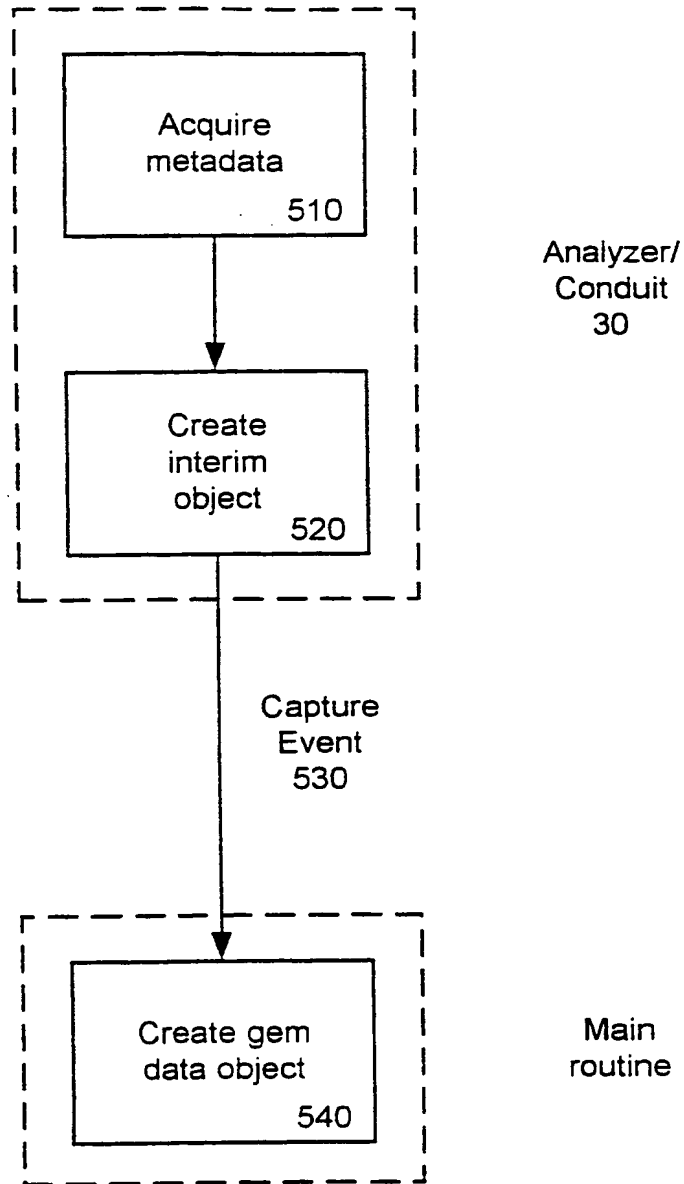 Acquire
metadata
510
Analyzer/
Conduit
30
Create
interim
object
520
Capture
Event
530
Create gem
data object
540
Main
routine